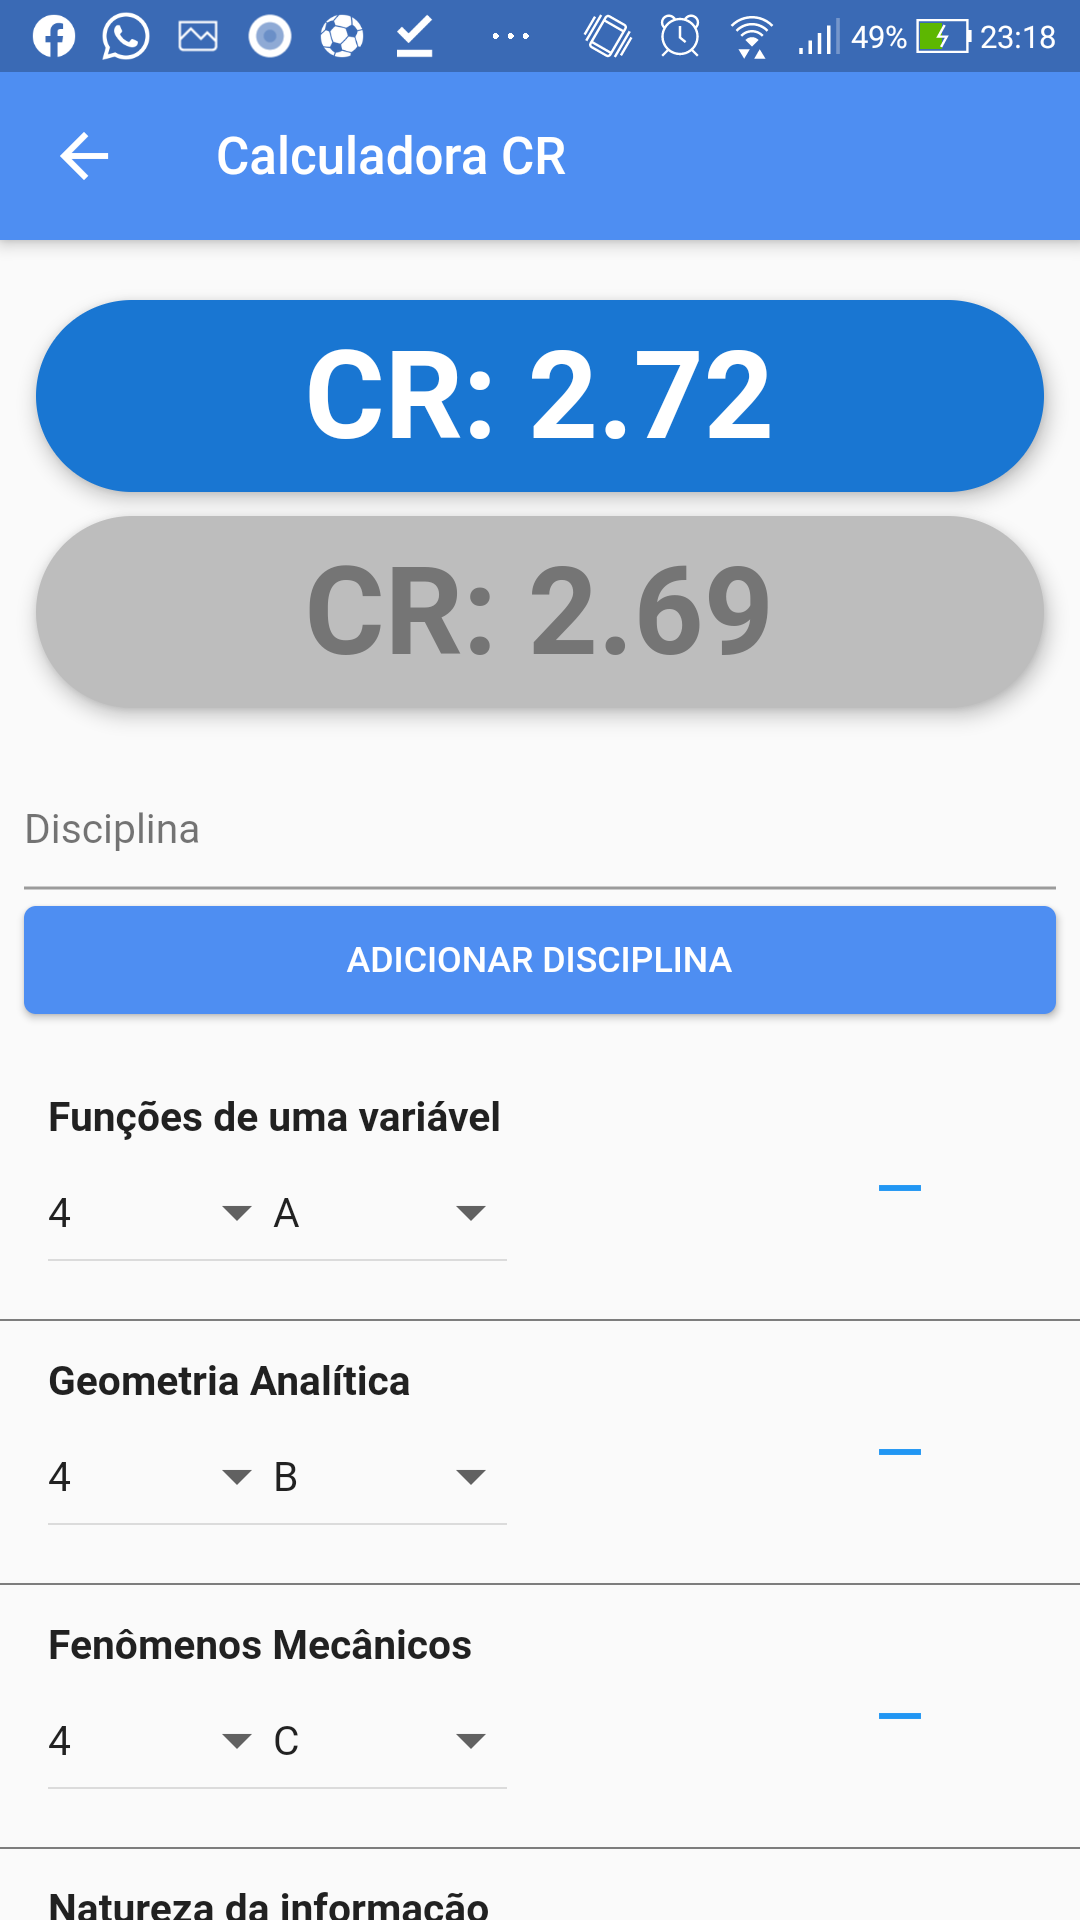 49% 23:18
Calculadora CR
CR: 2.72
CR: 2.69
Disciplina
ADICIONAR DISCIPLINA
Funções de uma variável
4 A
Geometria Analítica
4 B
Fenômenos Mecânicos
4 C
Natureza da informação